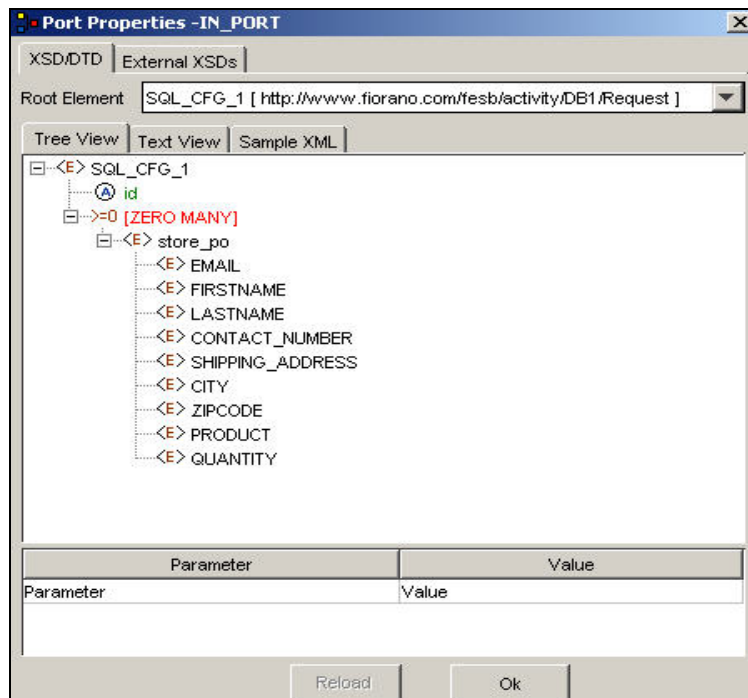 Port Properties -IN_PORT
XSD/DTD External XSDs
Root Element SQL_CFG_1 [ http://www.fiorano.com/fesb/activity/DB1/Request ]
Tree View Text View Sample XML
<E> SQL_CFG_1
A id
>=0 [ZERO MANY]
<E> store_po
<E> EMAIL
<E> FIRSTNAME
<E> LASTNAME
<E> CONTACT_NUMBER
<E> SHIPPING_ADDRESS
<E> CITY
<E> ZIPCODE
<E> PRODUCT
<E> QUANTITY
Parameter Value
Parameter Value
Reload Ok